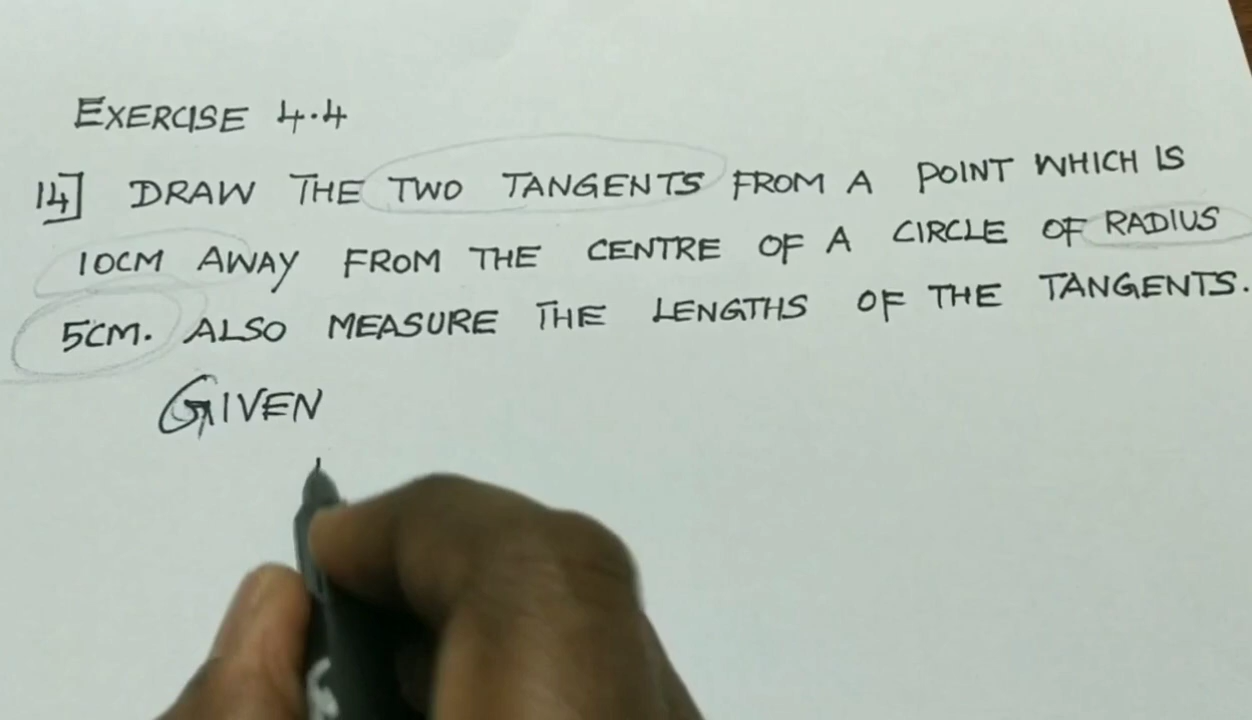 EXERCISE 4.4
14] DRAW THE TWO TANGENTS FROM A POINT WHICH IS
10CM AWAY FROM THE CENTRE OF A CIRCLE OF RADIUS
5CM. ALSO MEASURE THE LENGTHS OF THE TANGENTS.
GIVEN